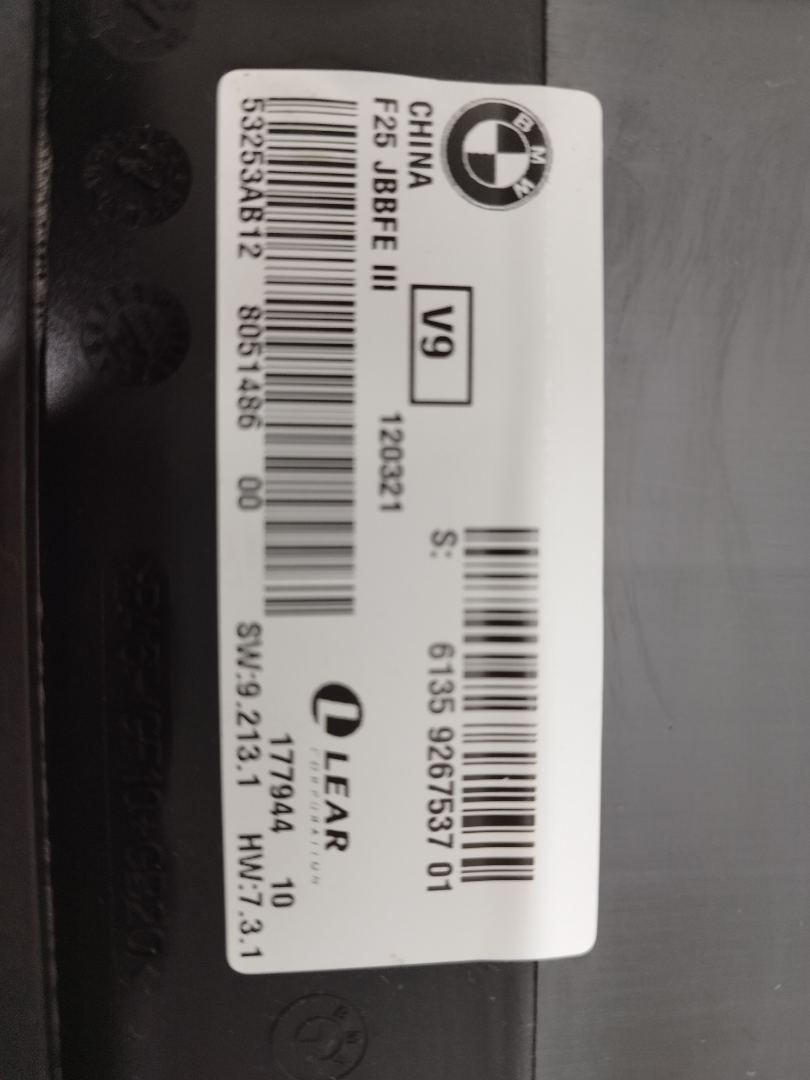 BMW
CHINA
V9
S: 6135 9267537 01
F25 JBBFE III 120321
LEAR
CORPORATION
177944 10
53253AB12 8051486 00 SW:9.213.1 HW:7.3.1